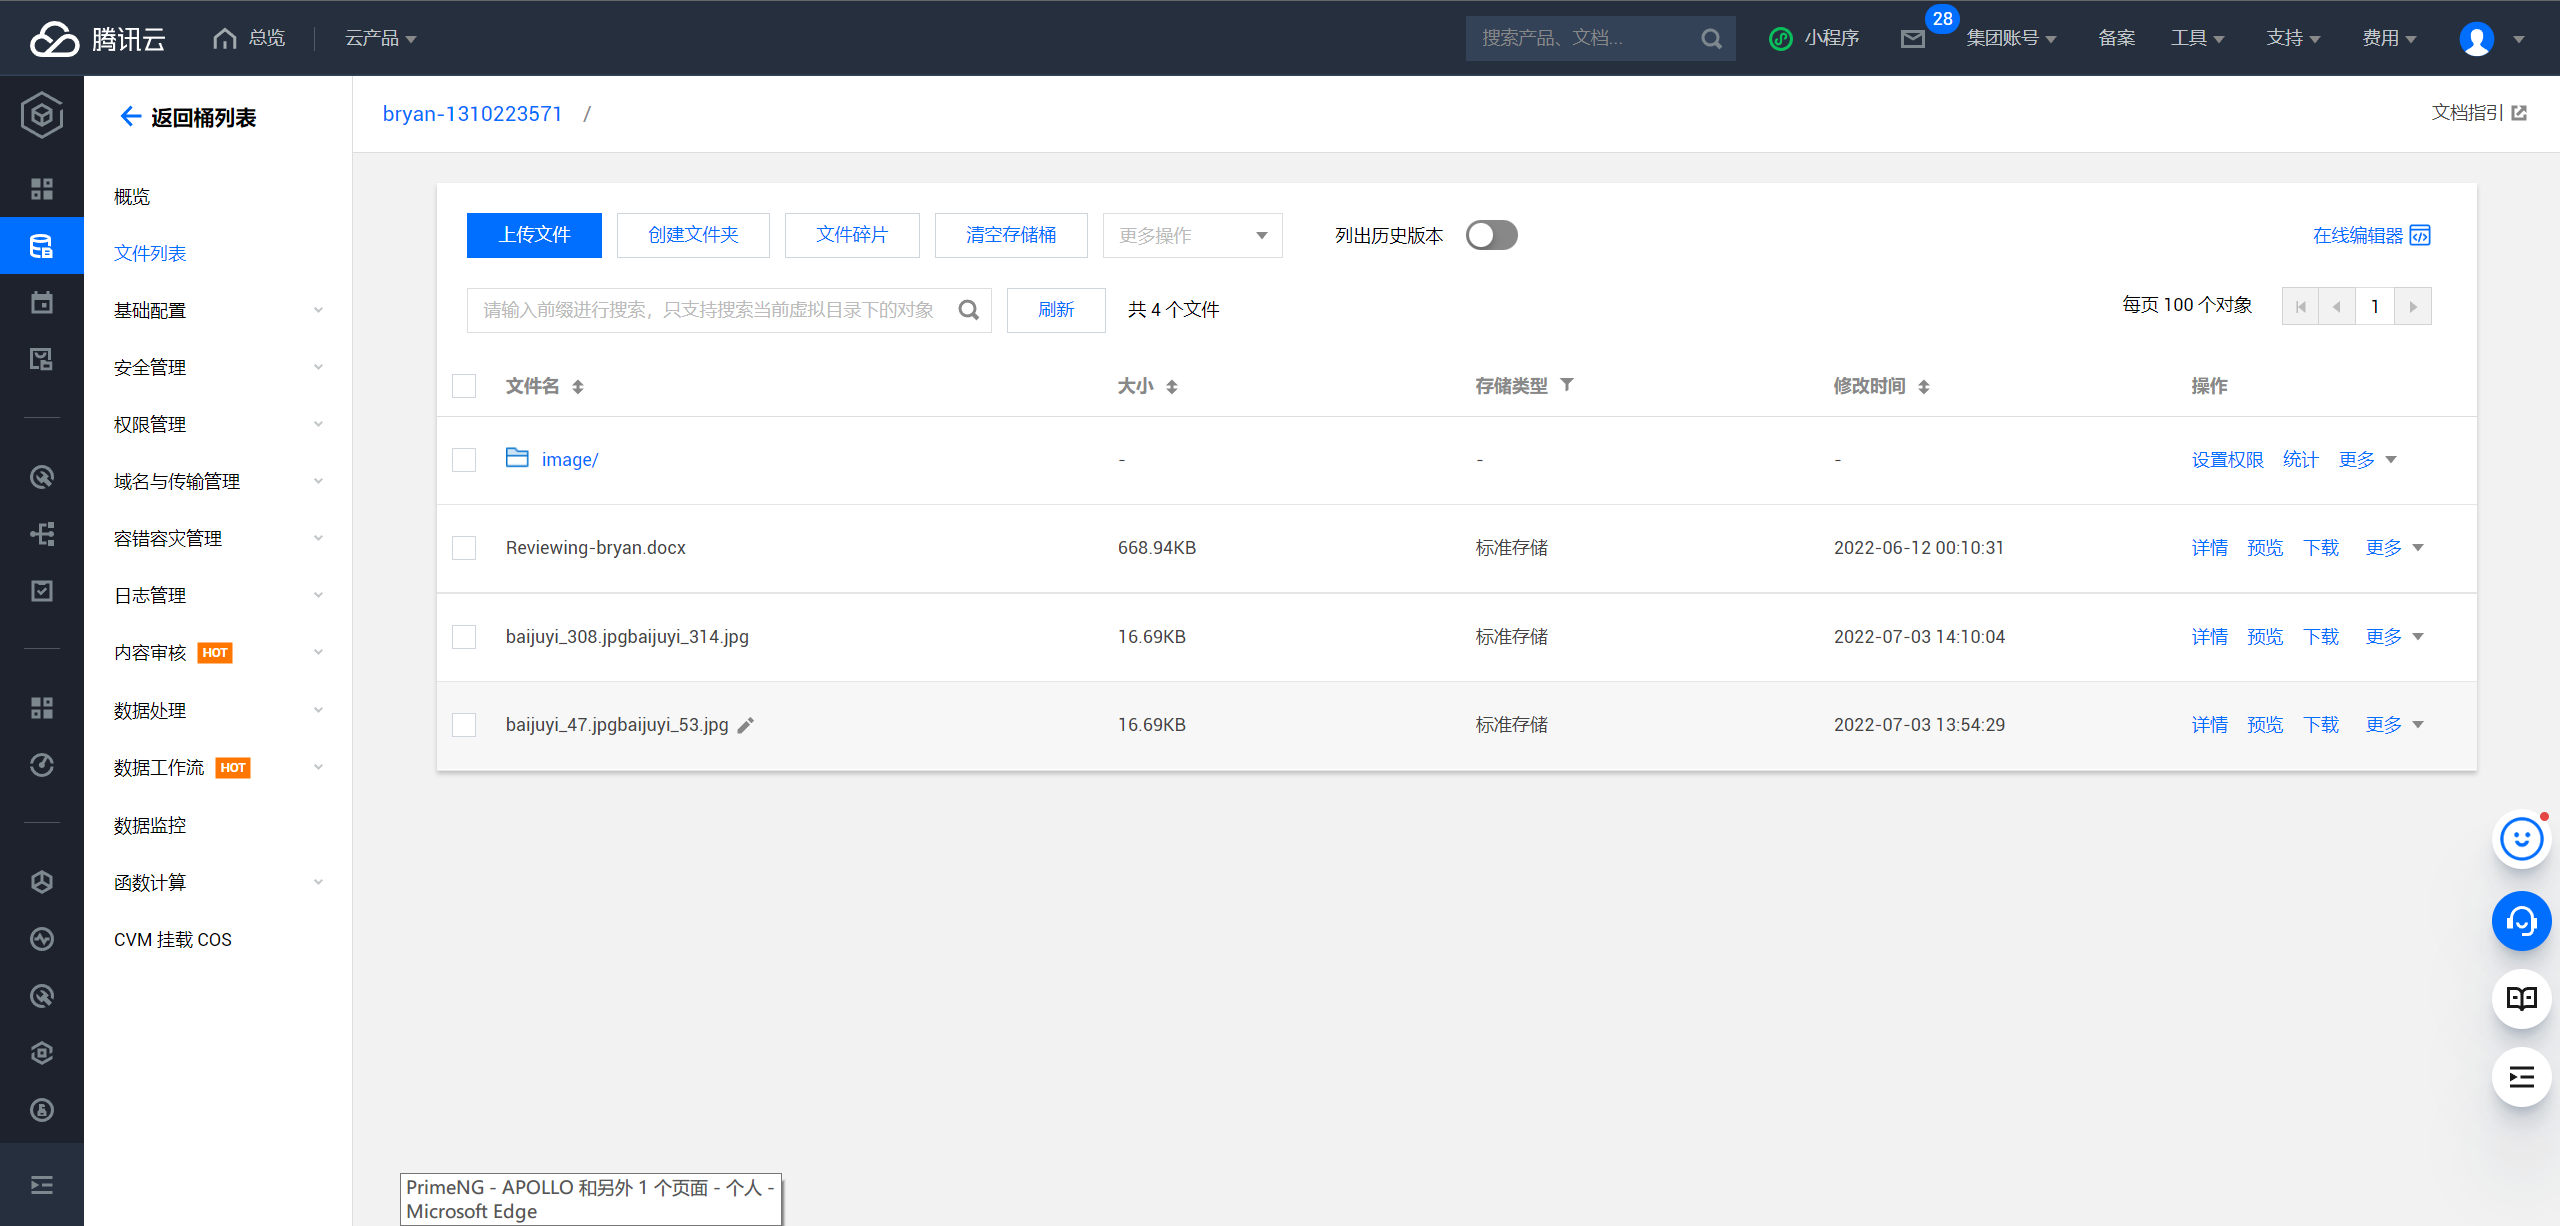 腾讯云 总览 云产品 搜索产品、文档... 小程序 28 集团账号 备案 工具 支持 费用
返回桶列表
bryan-1310223571 /
文档指引
概览
文件列表
基础配置
安全管理
权限管理
域名与传输管理
容错容灾管理
日志管理
内容审核 HOT
数据处理
数据工作流 HOT
数据监控
函数计算
CVM 挂载 COS
上传文件 创建文件夹 文件碎片 清空存储桶 更多操作 列出历史版本 在线编辑器
请输入前缀进行搜索，只支持搜索当前虚拟目录下的对象 刷新 共 4 个文件 每页 100 个对象 1
文件名 大小 存储类型 修改时间 操作
image/ - - - 设置权限 统计 更多
Reviewing-bryan.docx 668.94KB 标准存储 2022-06-12 00:10:31 详情 预览 下载 更多
baijuyi_308.jpgbaijuyi_314.jpg 16.69KB 标准存储 2022-07-03 14:10:04 详情 预览 下载 更多
baijuyi_47.jpgbaijuyi_53.jpg 16.69KB 标准存储 2022-07-03 13:54:29 详情 预览 下载 更多
PrimeNG - APOLLO 和另外 1 个页面 - 个人 -
Microsoft Edge